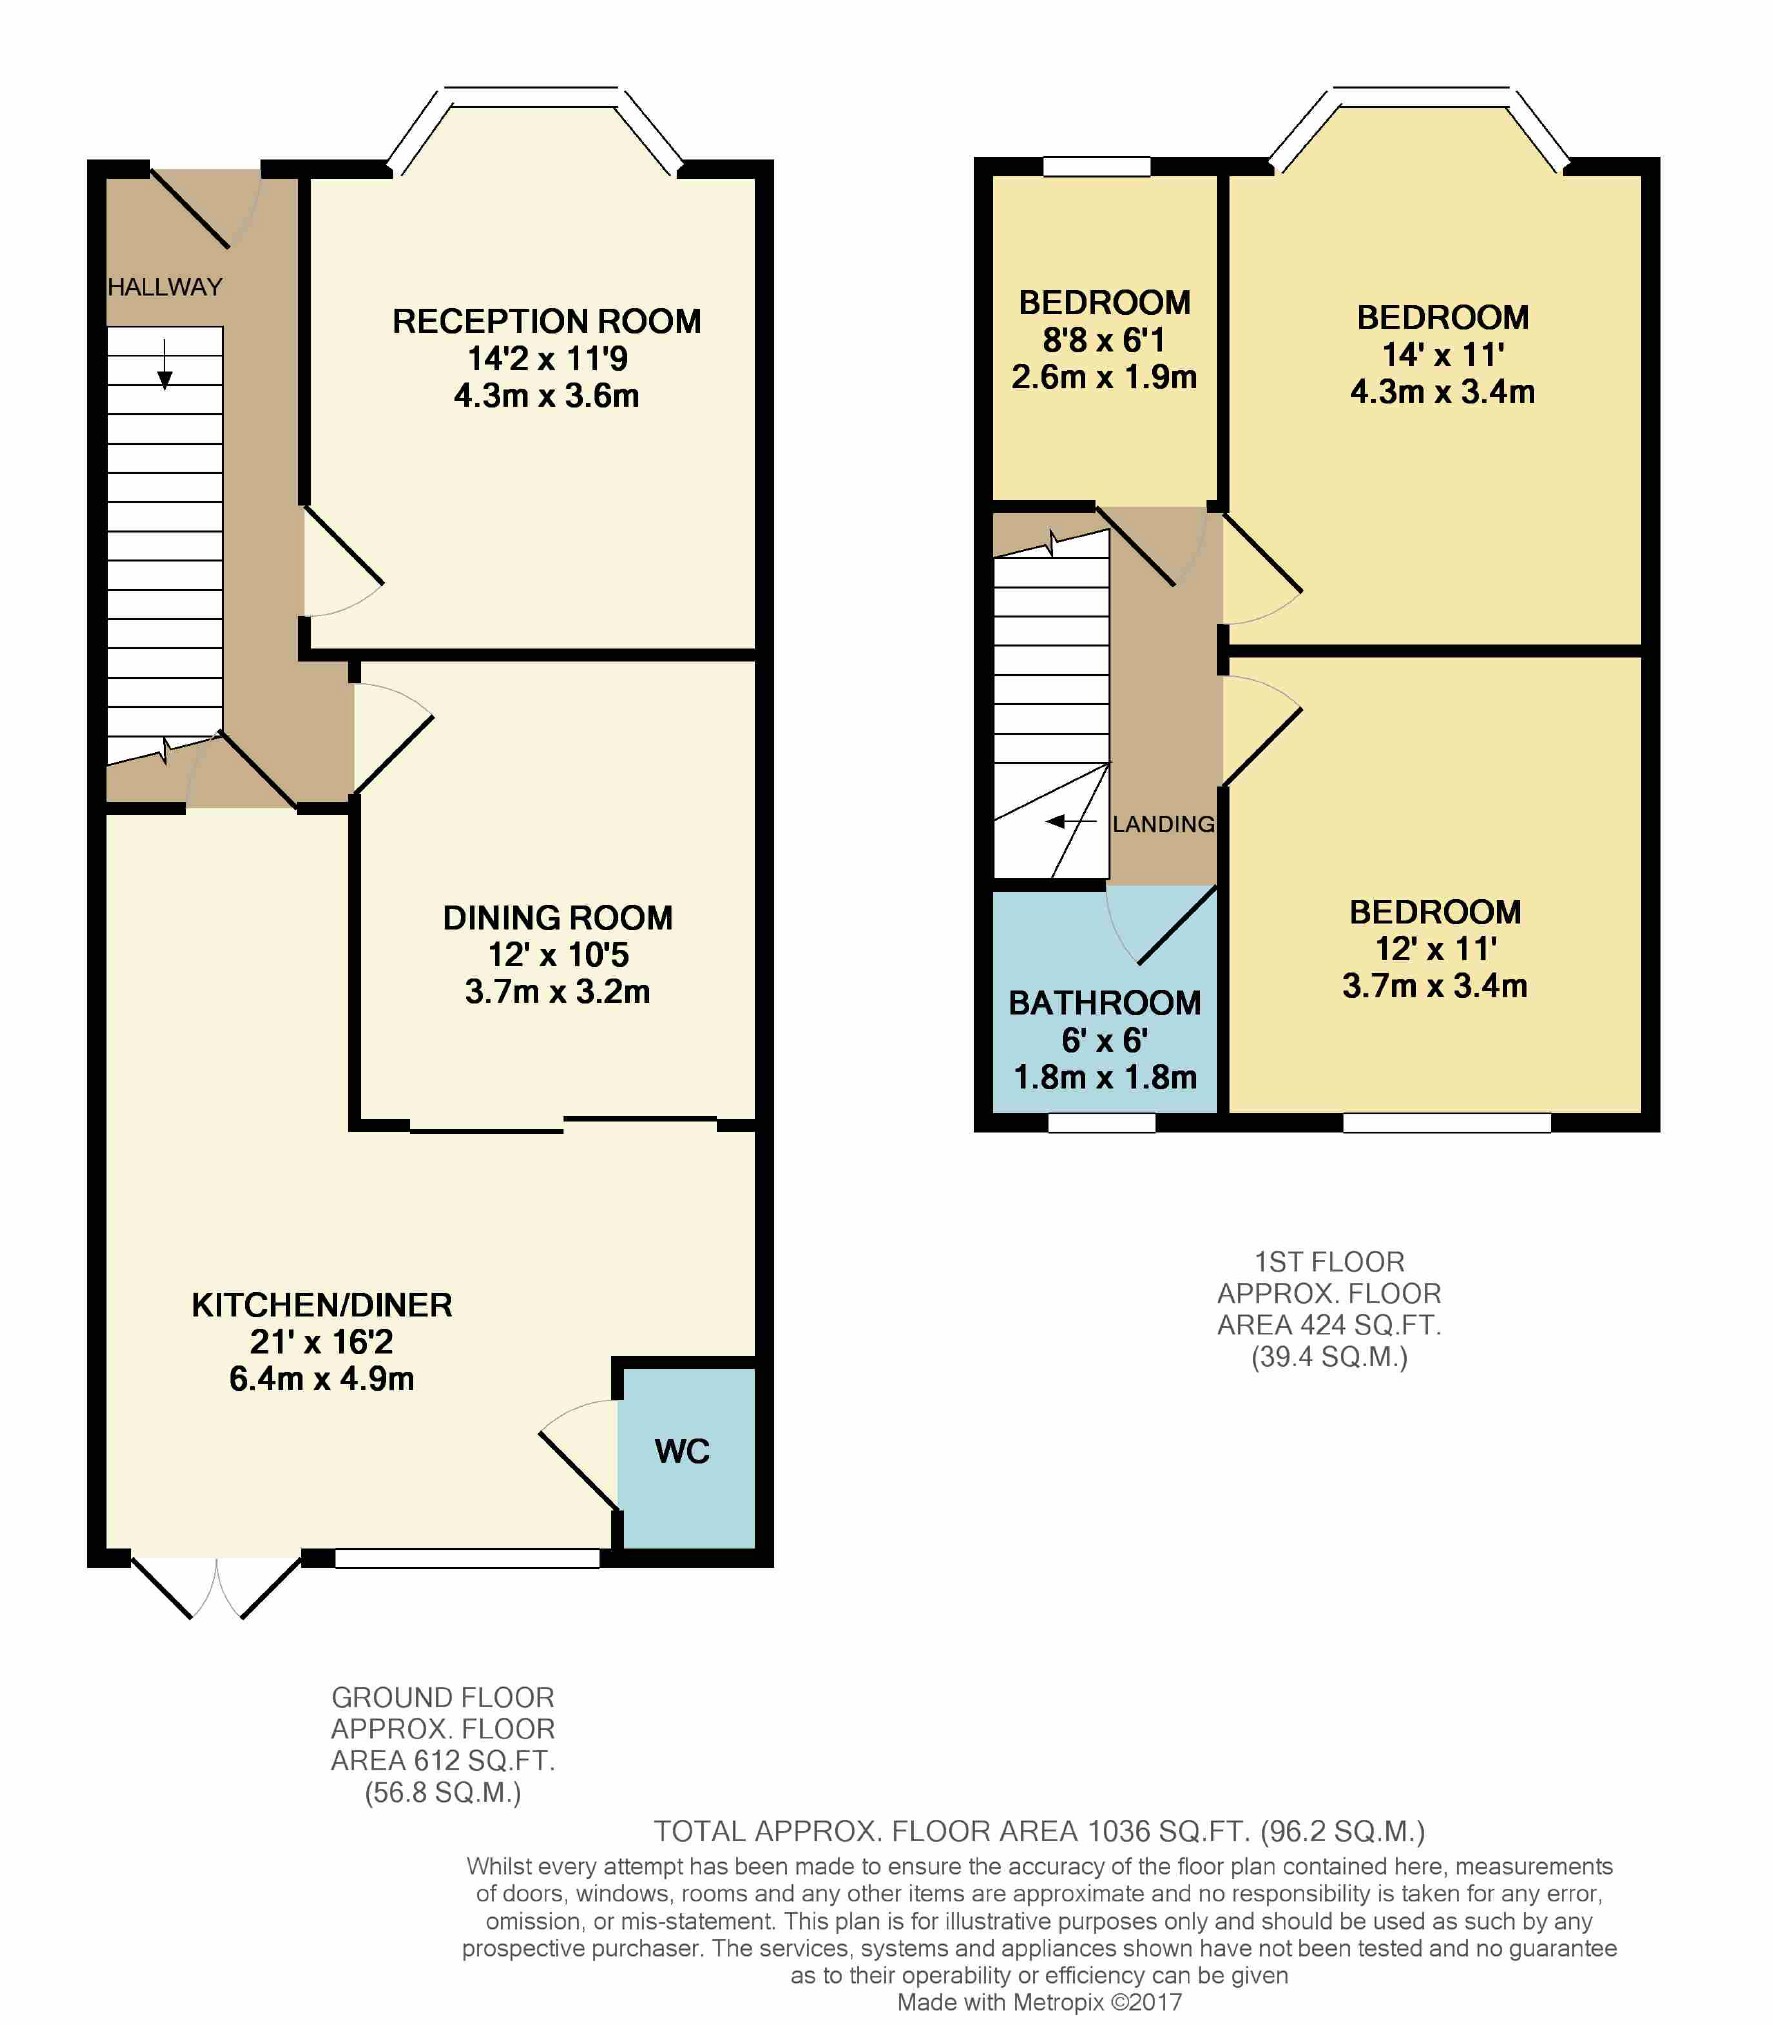 HALLWAY
RECEPTION ROOM
14'2 x 11'9
4.3m x 3.6m
DINING ROOM
12' x 10'5
3.7m x 3.2m
KITCHEN/DINER
21' x 16'2
6.4m x 4.9m
WC
GROUND FLOOR
APPROX. FLOOR
AREA 612 SQ.FT.
(56.8 SQ.M.)
BEDROOM
8'8 x 6'1
2.6m x 1.9m
BEDROOM
14' x 11'
4.3m x 3.4m
LANDING
BEDROOM
12' x 11'
3.7m x 3.4m
BATHROOM
6' x 6'
1.8m x 1.8m
1ST FLOOR
APPROX. FLOOR
AREA 424 SQ.FT.
(39.4 SQ.M.)
TOTAL APPROX. FLOOR AREA 1036 SQ.FT. (96.2 SQ.M.)
Whilst every attempt has been made to ensure the accuracy of the floor plan contained here, measurements
of doors, windows, rooms and any other items are approximate and no responsibility is taken for any error,
omission, or mis-statement. This plan is for illustrative purposes only and should be used as such by any
prospective purchaser. The services, systems and appliances shown have not been tested and no guarantee
as to their operability or efficiency can be given
Made with Metropix ©2017